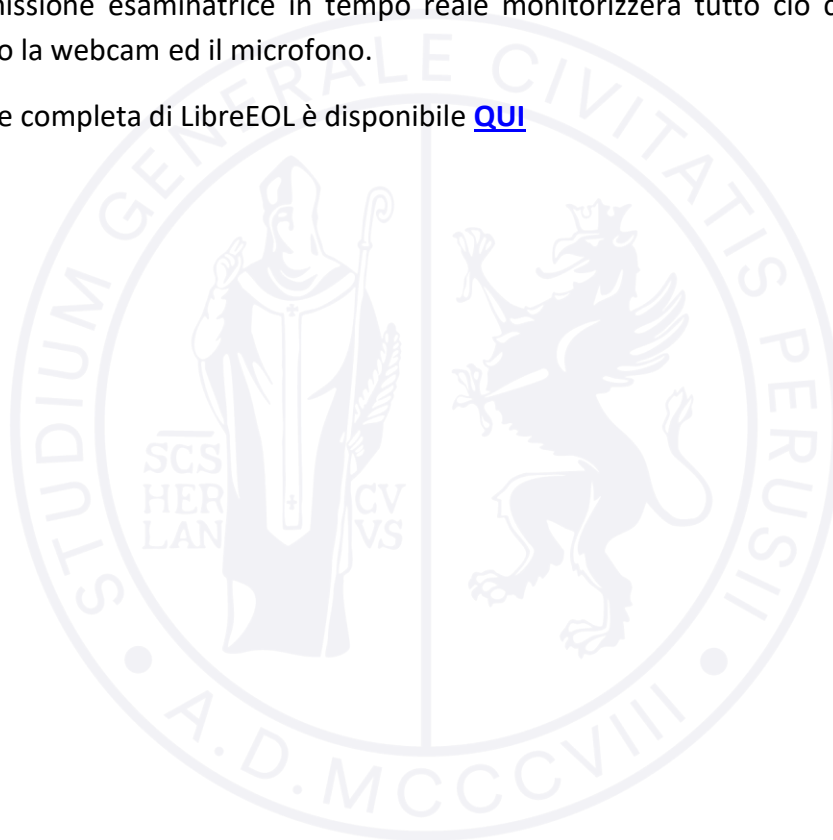 missione esaminatrice in tempo reale monitorizzerà tutto ciò c
o la webcam ed il microfono.
e completa di LibreEOL è disponibile QUI
STUDIUM GENERALE CIVITATIS PERUSII
SCS
HER
LAN
CV
VS
A.D. MCCCVIII